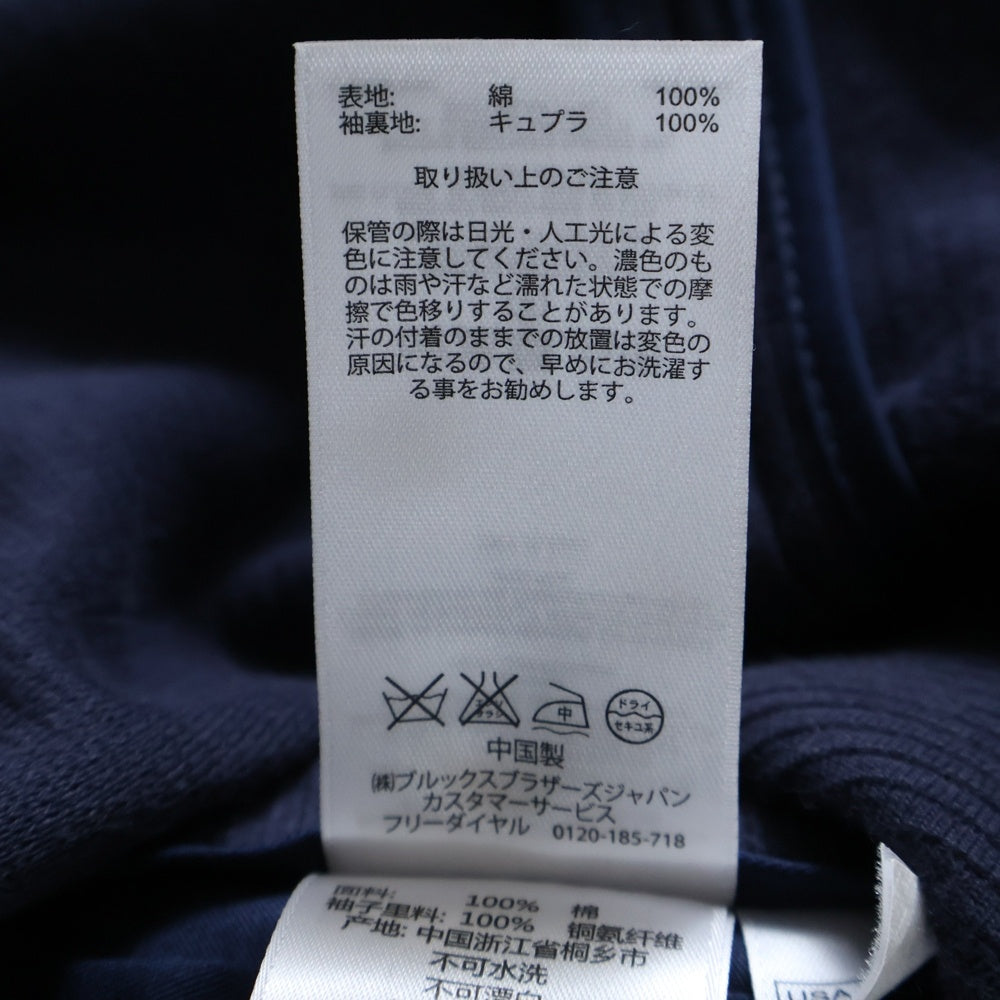 表地: 綿 100%
袖裏地: キュプラ 100%
取り扱い上のご注意
保管の際は日光・人工光による変
色に注意してください。濃色のも
のは雨や汗など濡れた状態での摩
擦で色移りすることがあります。
汗の付着のままでの放置は変色の
原因になるので、早めにお洗濯す
る事をお勧めします。
中
ドライ
セキユ系
中国製
㈱ブルックスブラザーズジャパン
カスタマーサービス
フリーダイヤル 0120-185-718
面料: 100% 棉
袖子里料: 100% 铜氨纤维
产地: 中国浙江省桐乡市
不可水洗
不可漂白
USA